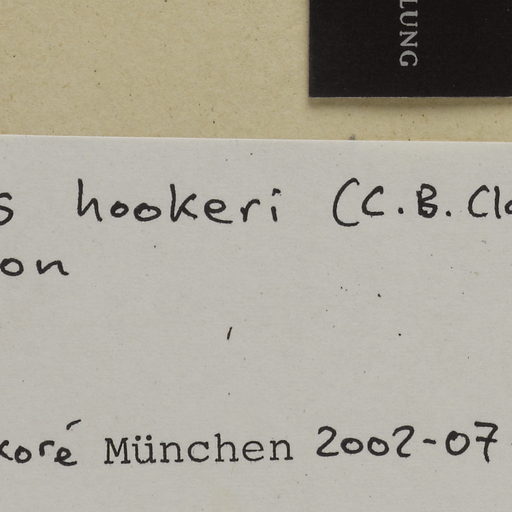 LUNG
s hookeri (C.B. Cla
on
koré München 2002-07